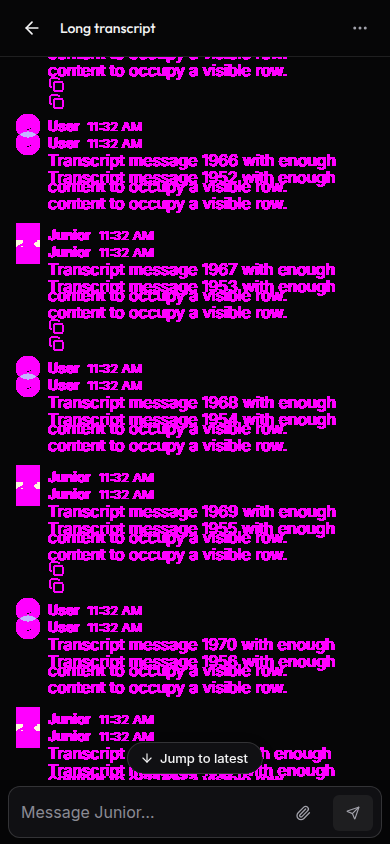 Long transcript
content to occupy a visible row.
User 11:32 AM
User 11:32 AM
Transcript message 1966 with enough
Transcript message 1952 with enough
content to occupy a visible row.
content to occupy a visible row.
Junior 11:32 AM
Junior 11:32 AM
Transcript message 1967 with enough
Transcript message 1953 with enough
content to occupy a visible row.
content to occupy a visible row.
User 11:32 AM
User 11:32 AM
Transcript message 1968 with enough
Transcript message 1954 with enough
content to occupy a visible row.
content to occupy a visible row.
Junior 11:32 AM
Junior 11:32 AM
Transcript message 1969 with enough
Transcript message 1955 with enough
content to occupy a visible row.
content to occupy a visible row.
User 11:32 AM
User 11:32 AM
Transcript message 1970 with enough
Transcript message 1956 with enough
content to occupy a visible row.
content to occupy a visible row.
Junior 11:32 AM
Junior 11:32 AM
Transcript h enough
Transcript enough
Jump to latest
Message Junior...